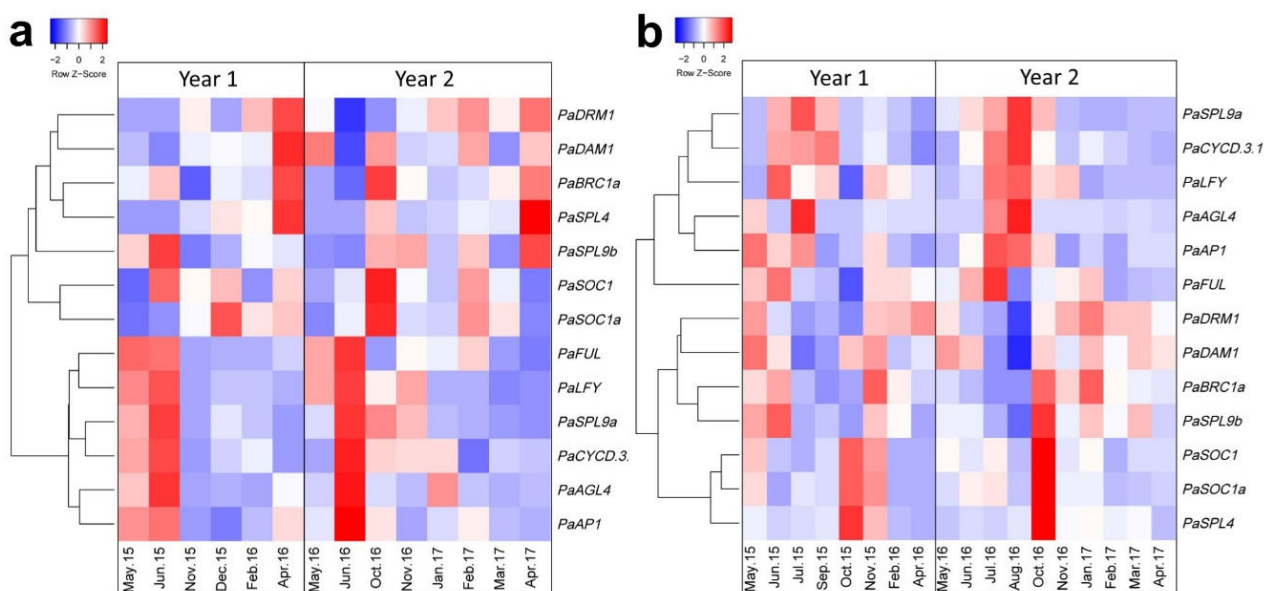 a
−2 0 2
Row Z−Score
Year 1 Year 2
PaDRM1
PaDAM1
PaBRC1a
PaSPL4
PaSPL9b
PaSOC1
PaSOC1a
PaFUL
PaLFY
PaSPL9a
PaCYCD.3.
PaAGL4
PaAP1
May.15
Jun.15
Nov.15
Dec.15
Feb.16
Apr.16
May.16
Jun.16
Oct.16
Nov.16
Jan.17
Feb.17
Mar.17
Apr.17
b
−2 0 2
Row Z−Score
Year 1 Year 2
PaSPL9a
PaCYCD.3.1
PaLFY
PaAGL4
PaAP1
PaFUL
PaDRM1
PaDAM1
PaBRC1a
PaSPL9b
PaSOC1
PaSOC1a
PaSPL4
May.15
Jun.15
Jul.15
Sep.15
Oct.15
Nov.15
Feb.16
Apr.16
May.16
Jun.16
Jul.16
Aug.16
Oct.16
Nov.16
Jan.17
Feb.17
Mar.17
Apr.17